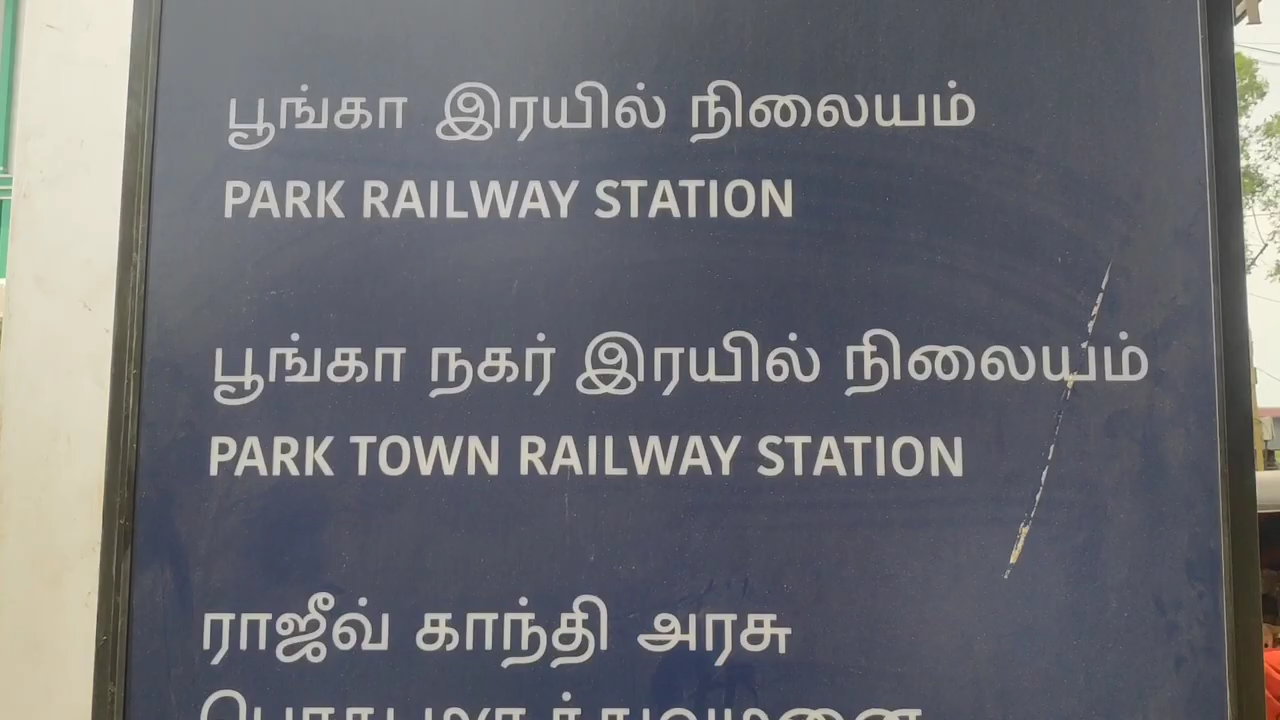 பூங்கா இரயில் நிலையம்
PARK RAILWAY STATION
பூங்கா நகர் இரயில் நிலையம்
PARK TOWN RAILWAY STATION
ராஜீவ் காந்தி அரசு